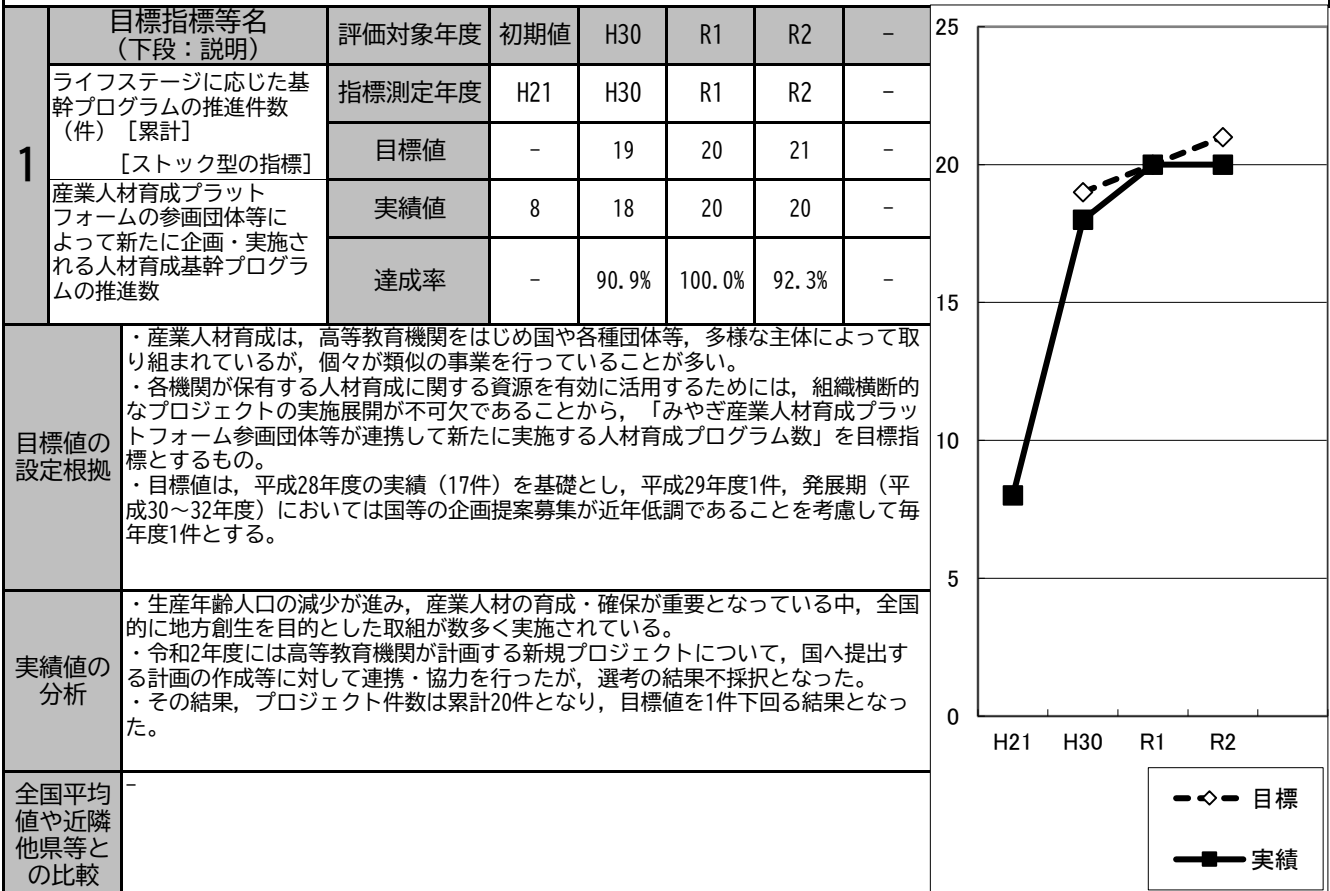 1
目標指標等名
(下段：説明)
評価対象年度 初期値 H30 R1 R2 －
ライフステージに応じた基
幹プログラムの推進件数
（件）［累計］
［ストック型の指標］
指標測定年度 H21 H30 R1 R2 －
目標値 － 19 20 21 －
産業人材育成プラット
フォームの参画団体等に
よって新たに企画・実施さ
れる人材育成基幹プログラ
ムの推進数
実績値 8 18 20 20 －
達成率 － 90.9% 100.0% 92.3% －
目標値の
設定根拠
・産業人材育成は，高等教育機関をはじめ国や各種団体等，多様な主体によって取
り組まれているが，個々が類似の事業を行っていることが多い。
・各機関が保有する人材育成に関する資源を有効に活用するためには，組織横断的
なプロジェクトの実施展開が不可欠であることから，「みやぎ産業人材育成プラッ
トフォーム参画団体等が連携して新たに実施する人材育成プログラム数」を目標指
標とするもの。
・目標値は，平成28年度の実績（17件）を基礎とし，平成29年度1件，発展期（平
成30～32年度）においては国等の企画提案募集が近年低調であることを考慮して毎
年度1件とする。
実績値の
分析
・生産年齢人口の減少が進み，産業人材の育成・確保が重要となっている中，全国
的に地方創生を目的とした取組が数多く実施されている。
・令和2年度には高等教育機関が計画する新規プロジェクトについて，国へ提出す
る計画の作成等に対して連携・協力を行ったが，選考の結果不採択となった。
・その結果，プロジェクト件数は累計20件となり，目標値を1件下回る結果となっ
た。
全国平均
値や近隣
他県等と
の比較
－
25
20
15
10
5
0
H21 H30 R1 R2
目標
実績